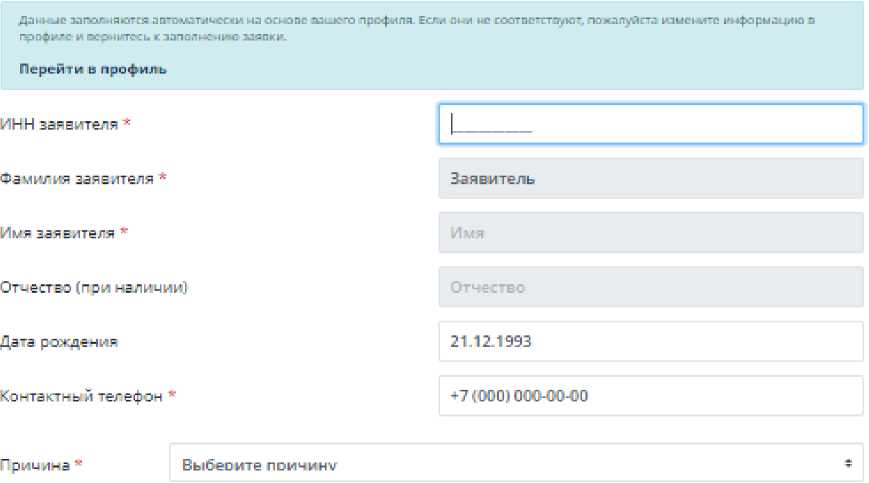 Данные заполняются автоматически на основе вашего профиля. Если они не соответствуют, пожалуйста измените информацию в
профиле и вернитесь к заполнению заявки.
Перейти в профиль
ИНН заявителя *
Фамилия заявителя * Заявитель
Имя заявителя * Имя
Отчество (при наличии) Отчество
Дата рождения 21.12.1993
Контактный телефон * +7 (000) 000-00-00
Причина * Выберите причину